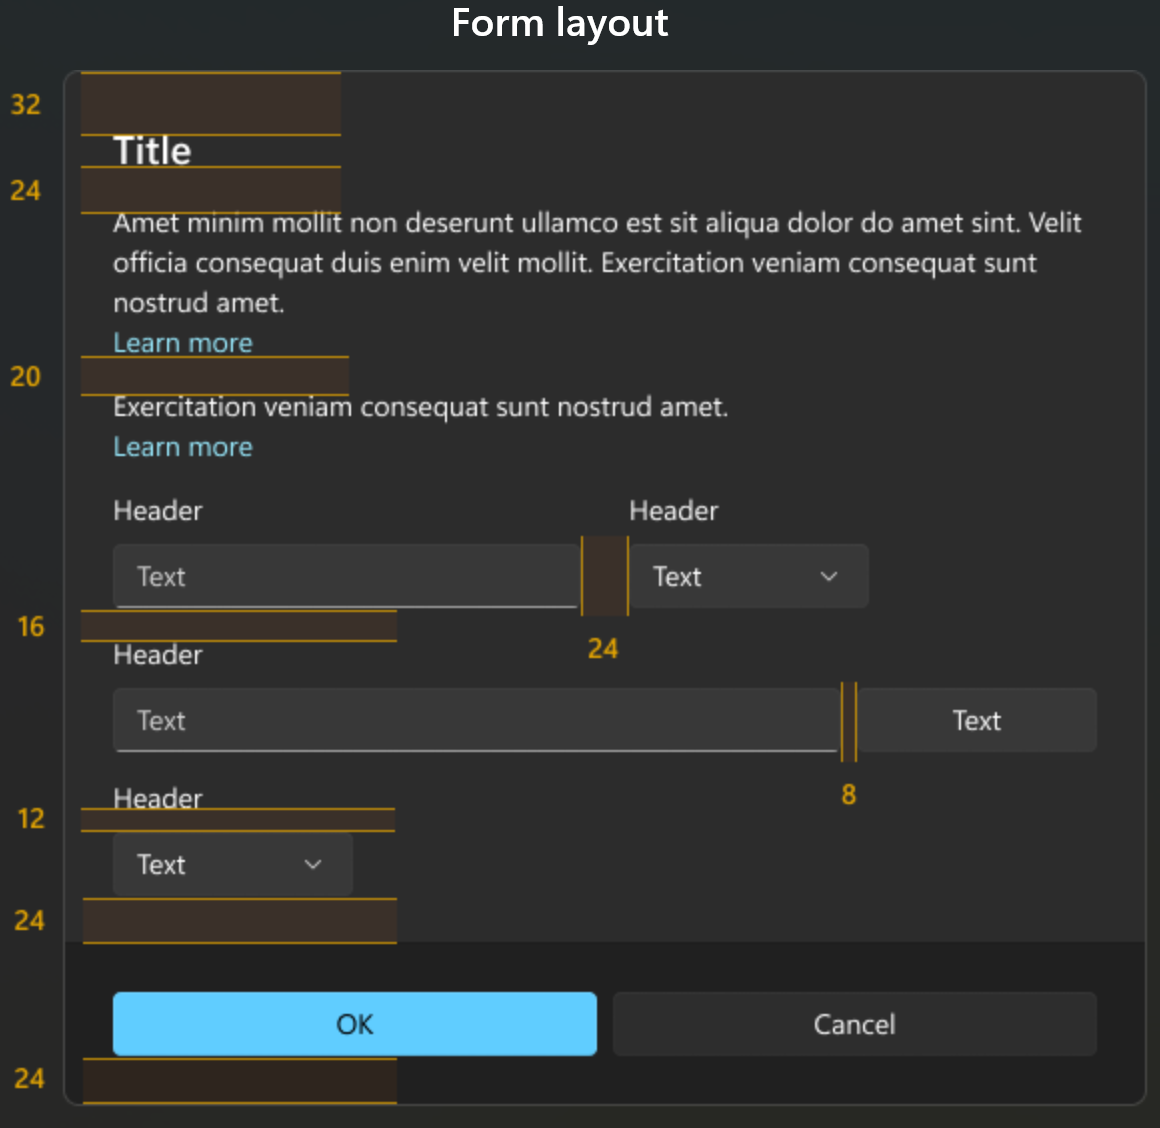 Form layout
32
Title
24
Amet minim mollit non deserunt ullamco est sit aliqua dolor do amet sint. Velit
officia consequat duis enim velit mollit. Exercitation veniam consequat sunt
nostrud amet.
Learn more
20
Exercitation veniam consequat sunt nostrud amet.
Learn more
Header Header
Text Text
16
24
Header
Text Text
Header
8
12
Text
24
OK Cancel
24